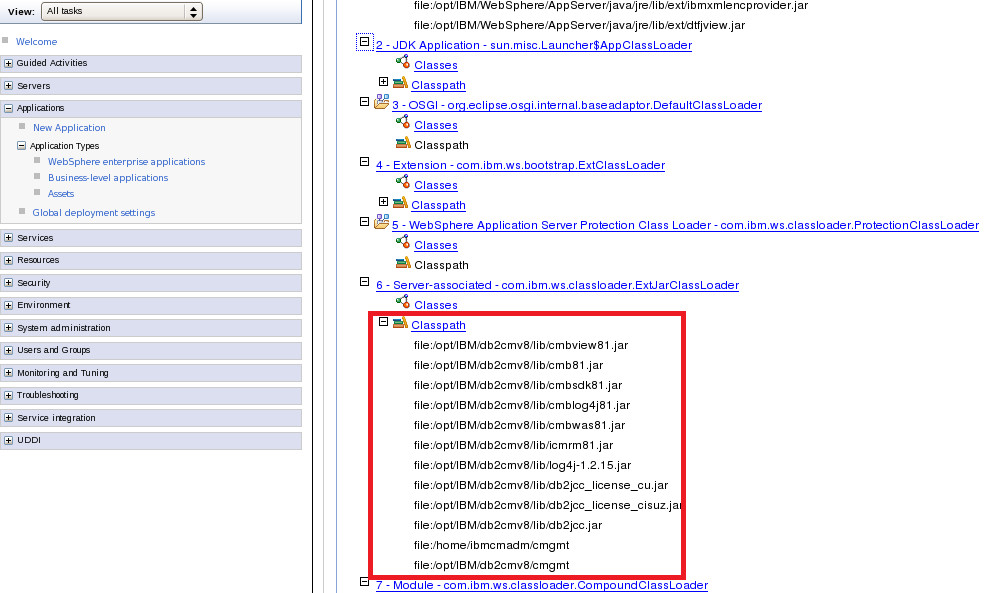 View: All tasks
Welcome
Guided Activities
Servers
Applications
New Application
Application Types
WebSphere enterprise applications
Business-level applications
Assets
Global deployment settings
Services
Resources
Security
Environment
System administration
Users and Groups
Monitoring and Tuning
Troubleshooting
Service integration
UDDI
file:/opt/IBM/WebSphere/AppServer/java/jre/lib/ext/ibmxmlencprovider.jar
file:/opt/IBM/WebSphere/AppServer/java/jre/lib/ext/dtfjview.jar
2 - JDK Application - sun.misc.Launcher$AppClassLoader
Classes
Classpath
3 - OSGI - org.eclipse.osgi.internal.baseadaptor.DefaultClassLoader
Classes
Classpath
4 - Extension - com.ibm.ws.bootstrap.ExtClassLoader
Classes
Classpath
5 - WebSphere Application Server Protection Class Loader - com.ibm.ws.classloader.ProtectionClassLoader
Classes
Classpath
6 - Server-associated - com.ibm.ws.classloader.ExtJarClassLoader
Classes
Classpath
file:/opt/IBM/db2cmv8/lib/cmbview81.jar
file:/opt/IBM/db2cmv8/lib/cmb81.jar
file:/opt/IBM/db2cmv8/lib/cmbsdk81.jar
file:/opt/IBM/db2cmv8/lib/cmblog4j81.jar
file:/opt/IBM/db2cmv8/lib/cmbwas81.jar
file:/opt/IBM/db2cmv8/lib/icmrm81.jar
file:/opt/IBM/db2cmv8/lib/log4j-1.2.15.jar
file:/opt/IBM/db2cmv8/lib/db2jcc_license_cu.jar
file:/opt/IBM/db2cmv8/lib/db2jcc_license_cisuz.jar
file:/opt/IBM/db2cmv8/lib/db2jcc.jar
file:/home/ibmcmadm/cmgmt
file:/opt/IBM/db2cmv8/cmgmt
7 - Module - com.ibm.ws.classloader.CompoundClassLoader